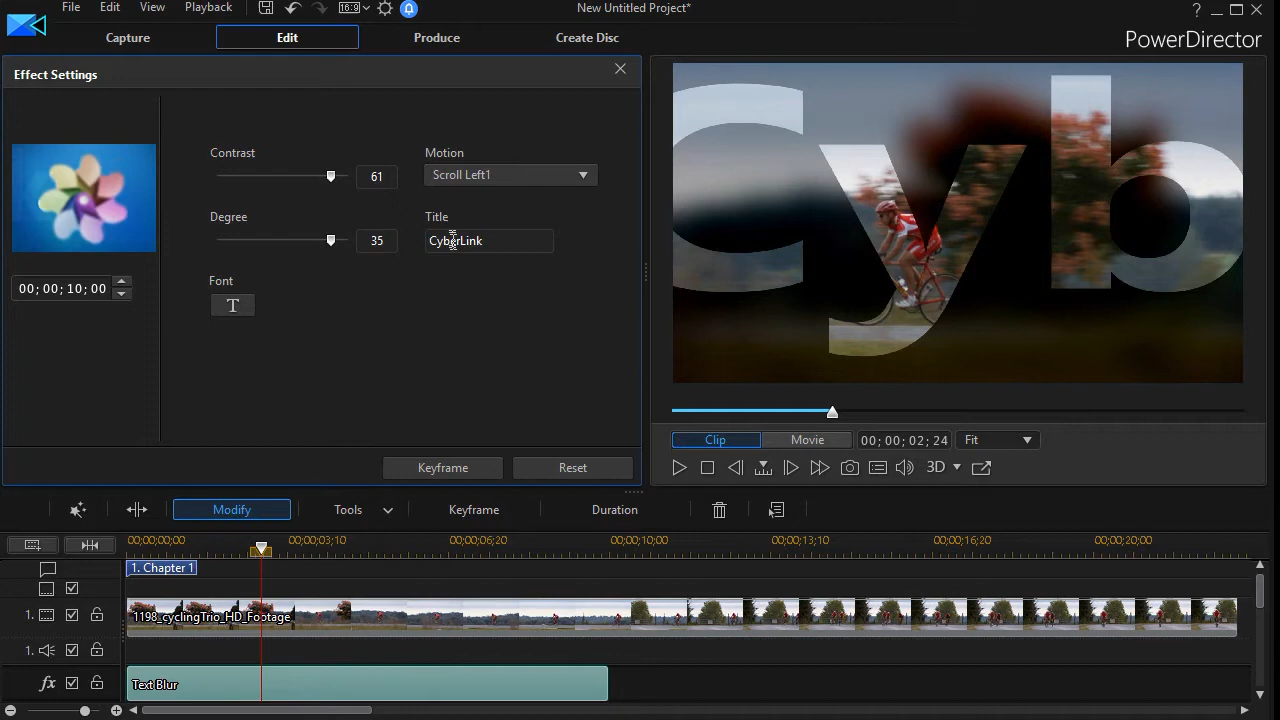 File Edit View Playback 16:9 New Untitled Project* ?
Capture Edit Produce Create Disc PowerDirector
Effect Settings
Contrast Motion
61 Scroll Left1
Degree Title
35 CyberLink
00; 00; 10; 00
Font
T
Keyframe Reset
Cyb
Clip Movie 00; 00; 02; 24 Fit
3D
Modify Tools Keyframe Duration
00;00;00;00 00;00;03;10 00;00;06;20 00;00;10;00 00;00;13;10 00;00;16;20 00;00;20;00
1. Chapter 1
1. 1198_cyclingTrio_HD_Footage
1.
fx Text Blur